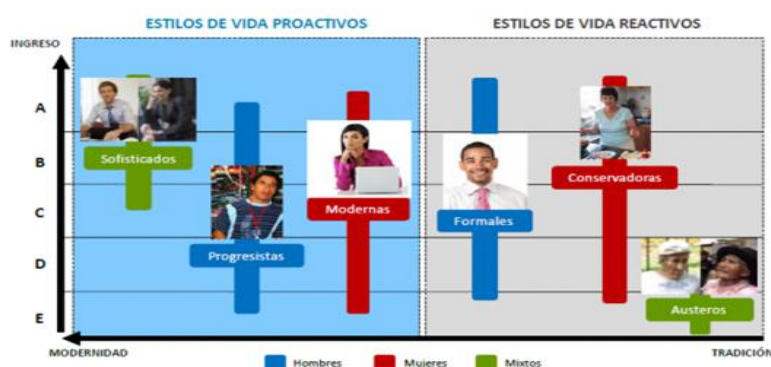 ESTILOS DE VIDA PROACTIVOS
ESTILOS DE VIDA REACTIVOS
INGRESO
A
B
C
D
E
Sofisticados
Progresistas
Modernas
Formales
Conservadoras
Austeros
MODERNIDAD
TRADICIÓN
Hombres
Mujeres
Mixtos